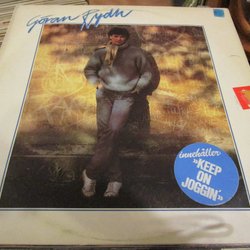 Göran Rydh
innehåller
»KEEP
ON
JOGGIN'»